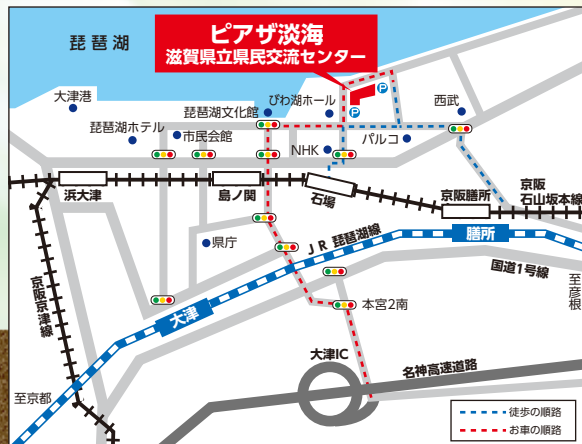 琵琶湖
ピアザ淡海
滋賀県立県民交流センター
大津港
琵琶湖文化館
びわ湖ホール
P
P
西武
琵琶湖ホテル
市民会館
NHK
パルコ
浜大津
島ノ関
石場
京阪膳所
京阪
石山坂本線
県庁
JR 琵琶湖線
膳所
国道1号線
至彦根
京阪京津線
大津
本宮2南
大津IC
名神高速道路
至京都
徒歩の順路
お車の順路